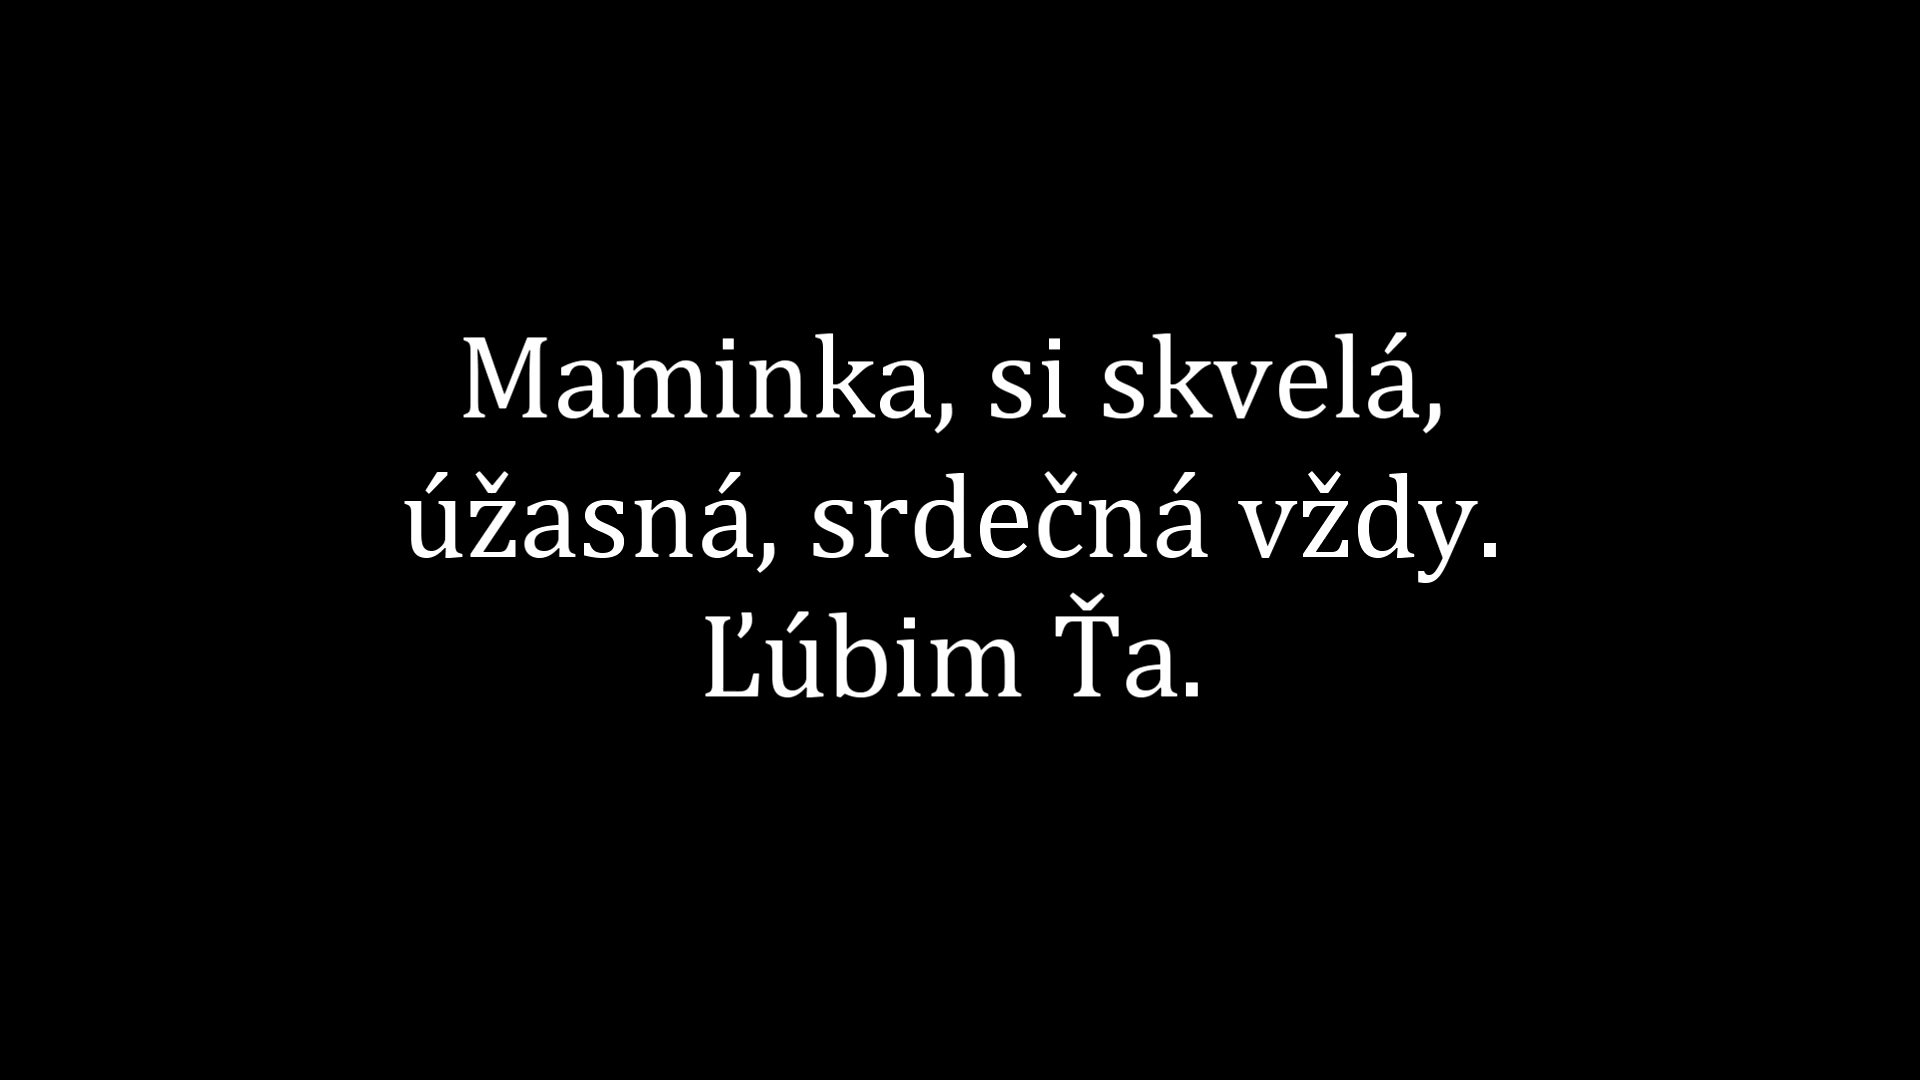 Maminka, si skvelá,
úžasná, srdečná vždy.
Ľúbim Ťa.